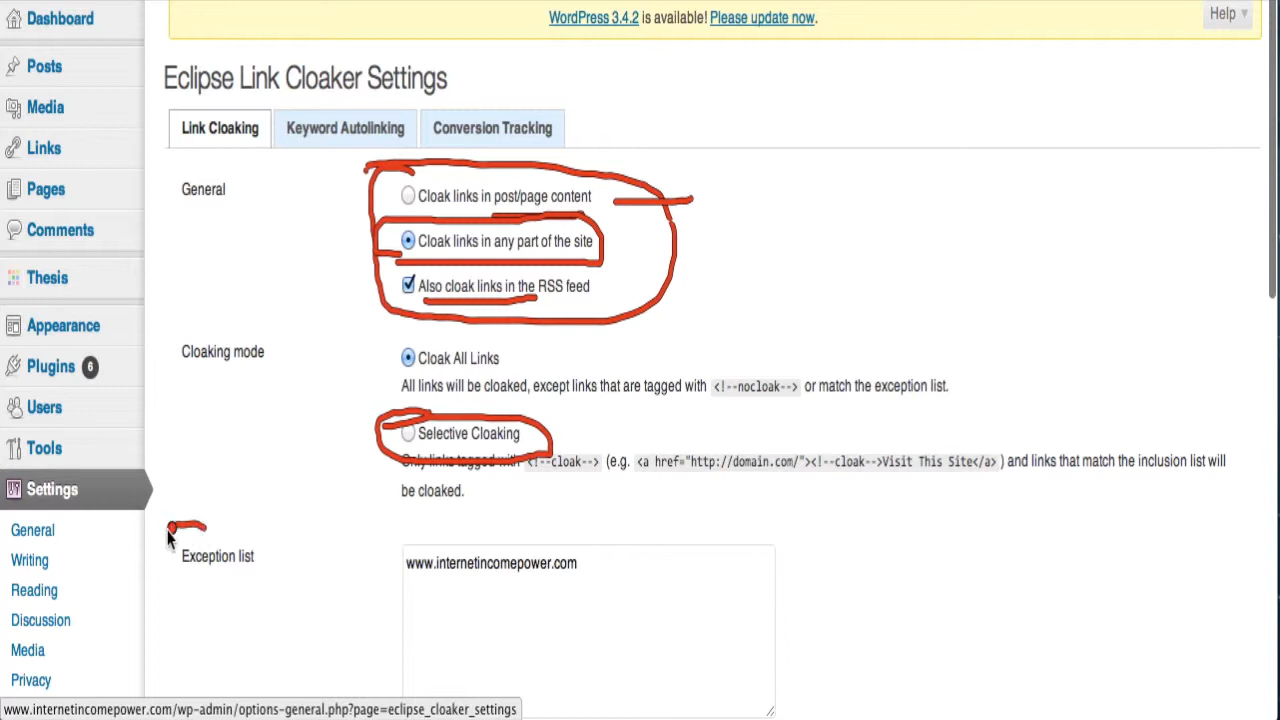 Dashboard
Posts
Media
Links
Pages
Comments
Thesis
Appearance
Plugins 6
Users
Tools
Settings
General
Writing
Reading
Discussion
Media
Privacy
WordPress 3.4.2 is available! Please update now.
Help
Eclipse Link Cloaker Settings
Link Cloaking
Keyword Autolinking
Conversion Tracking
General
Cloak links in post/page content
Cloak links in any part of the site
Also cloak links in the RSS feed
Cloaking mode
Cloak All Links
All links will be cloaked, except links that are tagged with <!--nocloak--> or match the exception list.
Selective Cloaking
Only links tagged with <!--cloak--> (e.g. <a href="http://domain.com/"><!--cloak-->Visit This Site</a> ) and links that match the inclusion list will
be cloaked.
Exception list
www.internetincomepower.com
www.internetincomepower.com/wp-admin/options-general.php?page=eclipse_cloaker_settings